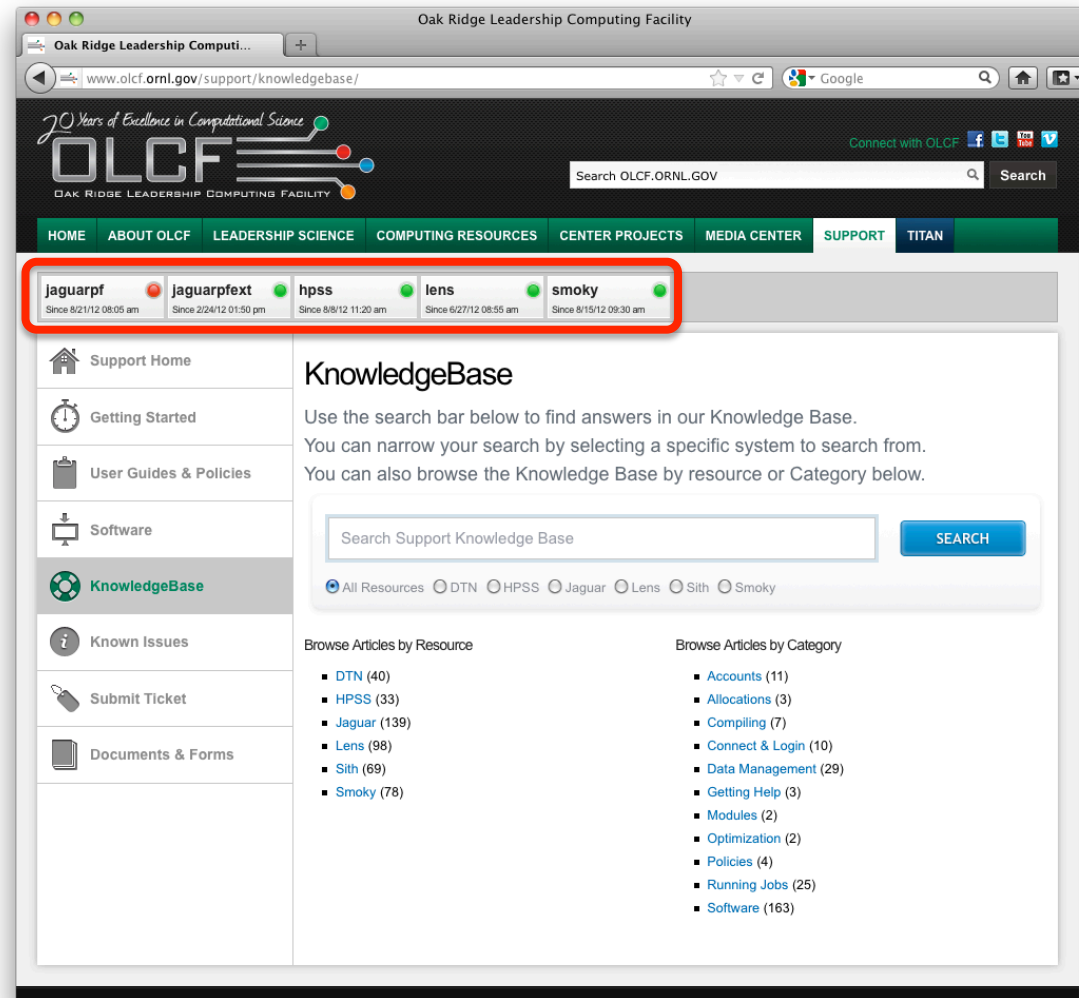 Oak Ridge Leadership Computing Facility
Oak Ridge Leadership Computi...
www.olcf.ornl.gov/support/knowledgebase/
Google
20 Years of Excellence in Computational Science
OLCF
OAK RIDGE LEADERSHIP COMPUTING FACILITY
Connect with OLCF
You Tube
Search OLCF.ORNL.GOV
Search
HOME ABOUT OLCF LEADERSHIP SCIENCE COMPUTING RESOURCES CENTER PROJECTS MEDIA CENTER SUPPORT TITAN
jaguarpf jaguarpfext hpss lens smoky
Since 8/21/12 08:05 am Since 2/24/12 01:50 pm Since 8/8/12 11:20 am Since 6/27/12 08:55 am Since 8/15/12 09:30 am
Support Home
Getting Started
User Guides & Policies
Software
KnowledgeBase
Known Issues
Submit Ticket
Documents & Forms
KnowledgeBase
Use the search bar below to find answers in our Knowledge Base.
You can narrow your search by selecting a specific system to search from.
You can also browse the Knowledge Base by resource or Category below.
Search Support Knowledge Base
SEARCH
All Resources DTN HPSS Jaguar Lens Sith Smoky
Browse Articles by Resource
DTN (40)
HPSS (33)
Jaguar (139)
Lens (98)
Sith (69)
Smoky (78)
Browse Articles by Category
Accounts (11)
Allocations (3)
Compiling (7)
Connect & Login (10)
Data Management (29)
Getting Help (3)
Modules (2)
Optimization (2)
Policies (4)
Running Jobs (25)
Software (163)